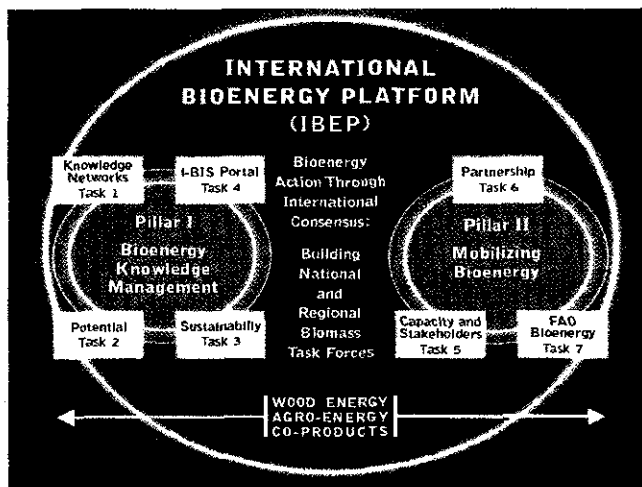 INTERNATIONAL
BIOENERGY PLATFORM
(IBEP)
Knowledge
Networks
Task 1
I-BIS Portal
Task 4
Pillar I
Bioenergy
Knowledge
Management
Potential
Task 2
Sustainability
Task 3
Bioenergy
Action Through
International
Consensus:
Building
National
and
Regional
Biomass
Task Forces
Partnership
Task 6
Pillar II
Mobilizing
Bioenergy
Capacity and
Stakeholders
Task 5
FAO
Bioenergy
Task 7
WOOD ENERGY
AGRO-ENERGY
CO-PRODUCTS